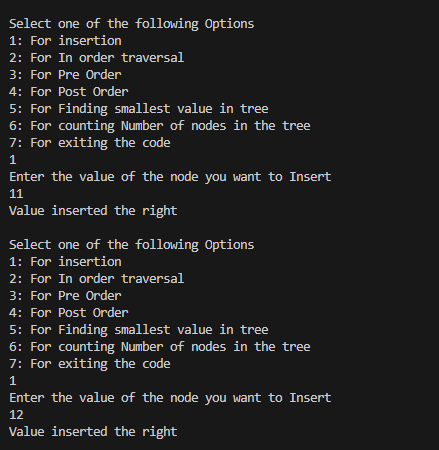 Select one of the following Options
1: For insertion
2: For In order traversal
3: For Pre Order
4: For Post Order
5: For Finding smallest value in tree
6: For counting Number of nodes in the tree
7: For exiting the code
1
Enter the value of the node you want to Insert
11
Value inserted the right
Select one of the following Options
1: For insertion
2: For In order traversal
3: For Pre Order
4: For Post Order
5: For Finding smallest value in tree
6: For counting Number of nodes in the tree
7: For exiting the code
1
Enter the value of the node you want to Insert
12
Value inserted the right